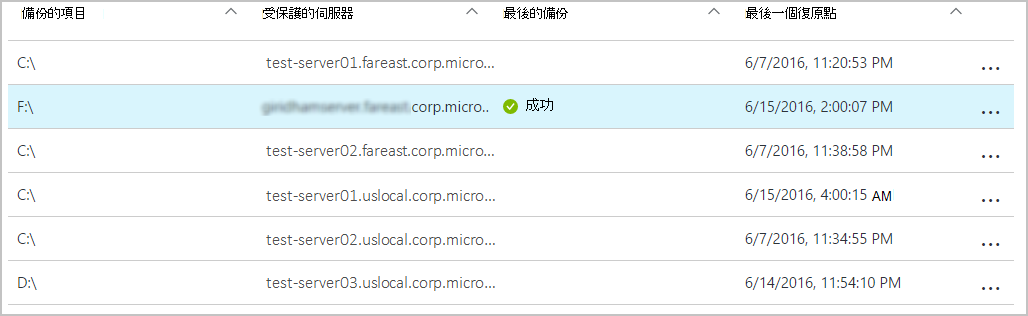 備份的項目 受保護的伺服器 最後的備份 最後一個復原點
C:\ test-server01.fareast.corp.micro... 6/7/2016, 11:20:53 PM ...
F:\ .corp.micro.. 成功 6/15/2016, 2:00:07 PM ...
C:\ test-server02.fareast.corp.micro... 6/7/2016, 11:38:58 PM ...
C:\ test-server01.uslocal.corp.micro... 6/15/2016, 4:00:15 AM ...
C:\ test-server02.uslocal.corp.micro... 6/7/2016, 11:34:55 PM ...
D:\ test-server03.uslocal.corp.micro... 6/14/2016, 11:54:10 PM ...